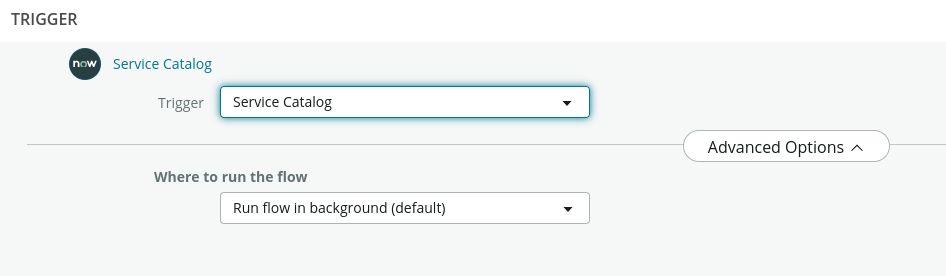 TRIGGER
now
Service Catalog
Trigger
Service Catalog
Advanced Options
Where to run the flow
Run flow in background (default)